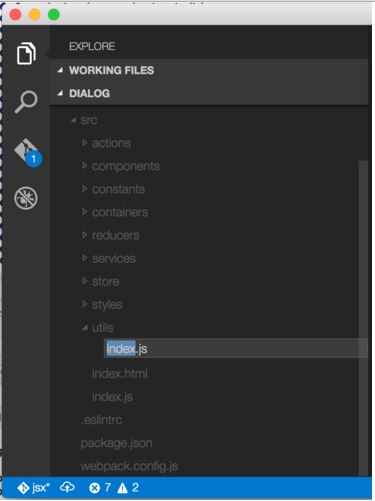 EXPLORE
WORKING FILES
DIALOG
src
actions
components
constants
containers
reducers
services
store
styles
utils
index.js
index.html
index.js
.eslintrc
package.json
webpack.config.js
1
jsx* 7 2